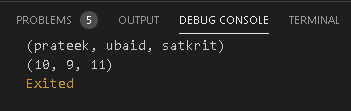 PROBLEMS 5 OUTPUT DEBUG CONSOLE TERMINAL
(prateek, ubaid, satkrit)
(10, 9, 11)
Exited